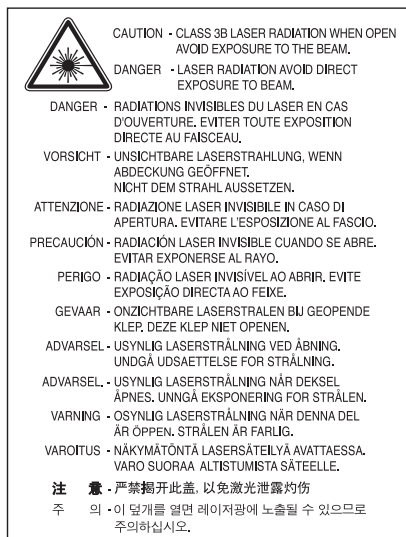 CAUTION - CLASS 3B LASER RADIATION WHEN OPEN
AVOID EXPOSURE TO THE BEAM.
DANGER - LASER RADIATION AVOID DIRECT
EXPOSURE TO BEAM.
DANGER - RADIATIONS INVISIBLES DU LASER EN CAS
D'OUVERTURE. EVITER TOUTE EXPOSITION
DIRECTE AU FAISCEAU.
VORSICHT - UNSICHTBARE LASERSTRAHLUNG, WENN
ABDECKUNG GEÖFFNET.
NICHT DEM STRAHL AUSSETZEN.
ATTENZIONE - RADIAZIONE LASER INVISIBILE IN CASO DI
APERTURA. EVITARE L'ESPOSIZIONE AL FASCIO.
PRECAUCIÓN - RADIACIÓN LASER INVISIBLE CUANDO SE ABRE.
EVITAR EXPONERSE AL RAYO.
PERIGO - RADIAÇÃO LASER INVISÍVEL AO ABRIR. EVITE
EXPOSIÇÃO DIRECTA AO FEIXE.
GEVAAR - ONZICHTBARE LASERSTRALEN BIJ GEOPENDE
KLEP. DEZE KLEP NIET OPENEN.
ADVARSEL - USYNLIG LASERSTRÅLNING VED ÅBNING.
UNDGÅ UDSAETTELSE FOR STRÅLNING.
ADVARSEL. - USYNLIG LASERSTRÅLNING NÅR DEKSEL
ÅPNES. UNNGÅ EKSPONERING FOR STRÅLEN.
VARNING - OSYNLIG LASERSTRÅLNING NÄR DENNA DEL
ÄR ÖPPEN. STRÅLEN ÄR FARLIG.
VAROITUS - NÄKYMÄTÖNTÄ LASERSÄTEILYÄ AVATTAESSA.
VARO SUORAA ALTISTUMISTA SÄTEELLE.
注 意 - 严禁揭开此盖, 以免激光泄露灼伤
주 의 - 이 덮개를 열면 레이저광에 노출될 수 있으므로
주의하십시오.